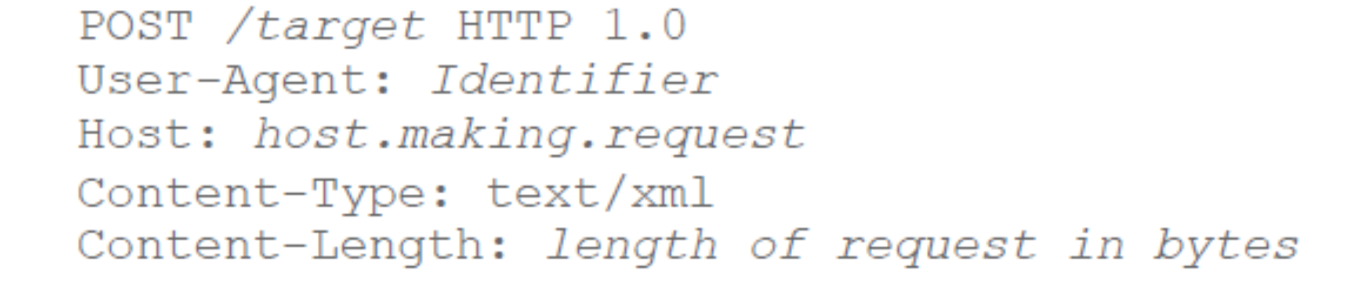 POST /target HTTP 1.0
User-Agent: Identifier
Host: host.making.request
Content-Type: text/xml
Content-Length: length of request in bytes